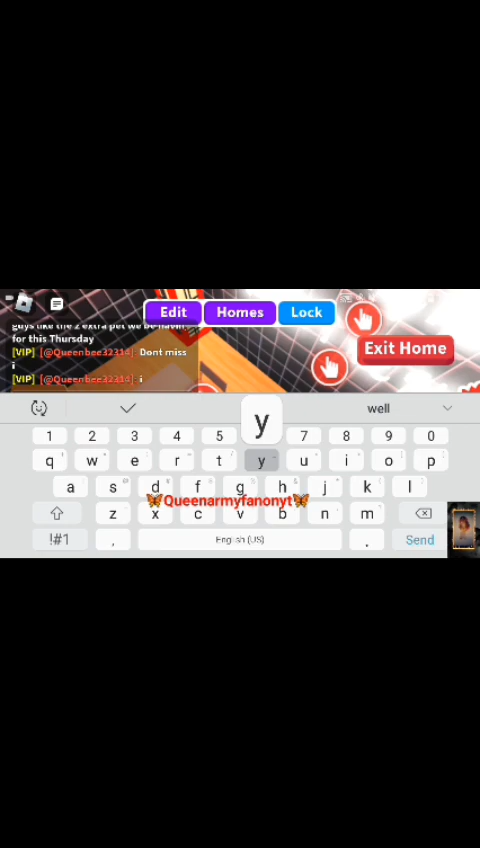 Edit Homes Lock
guys like the 2 extra pet we be havin
for this Thursday
[VIP] [@Queenbee32314] Dont miss
i
[VIP] [@Queenbee32314] i
Exit Home
well
y
1 2 3 4 5 7 8 9 0
q w e r t y u i o p
a s d f g h j k l
🦋Queenarmyfanonyt🦋
z x c v b n m
!#1 , English (US) . Send